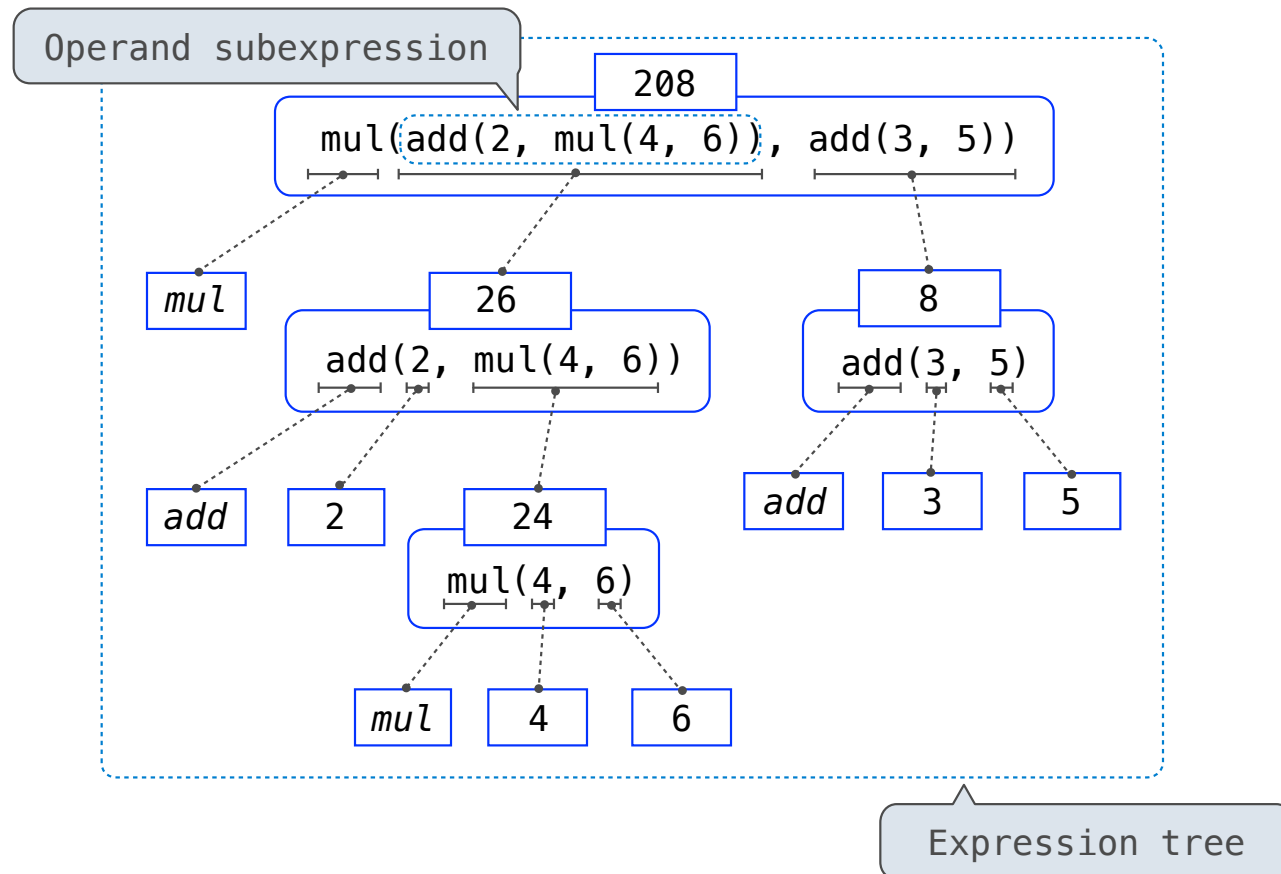 Operand subexpression
208
mul(add(2, mul(4, 6)), add(3, 5))
mul
26
add(2, mul(4, 6))
8
add(3, 5)
add
2
24
mul(4, 6)
add
3
5
mul
4
6
Expression tree